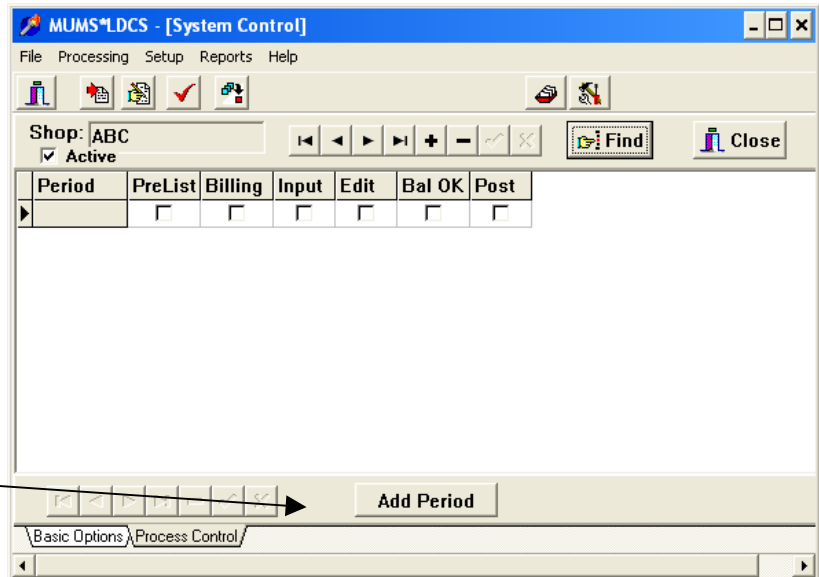 MUMS*LDCS - [System Control]
File Processing Setup Reports Help
Shop: ABC
Active
Find
Close
Period PreList Billing Input Edit Bal OK Post
Add Period
Basic Options Process Control